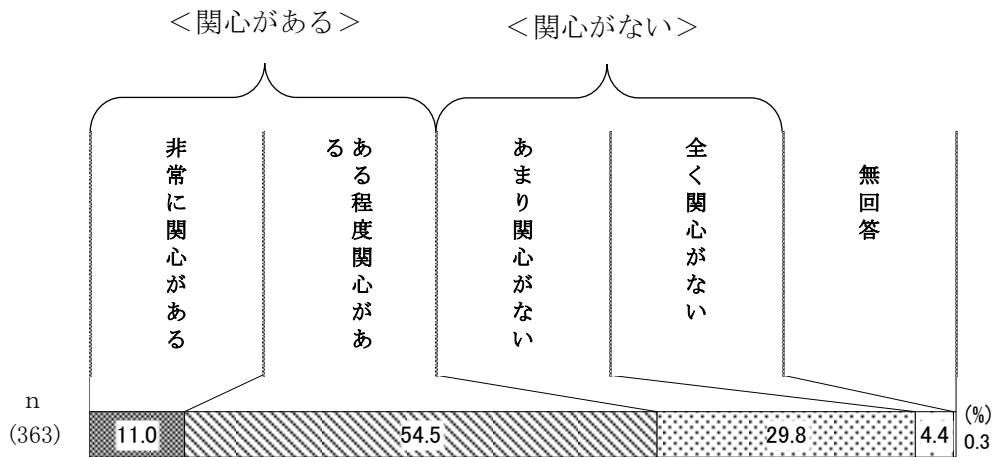 ＜関心がある＞
＜関心がない＞
非常に関心がある
ある程度関心があ
る
あまり関心がない
全く関心がない
無回答
n
(363)
11.0
54.5
29.8
4.4
(%)
0.3